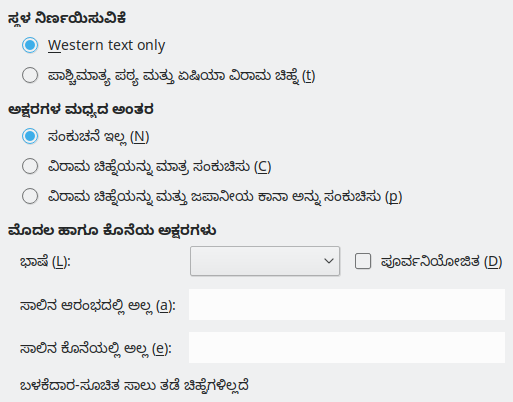 ಸ್ಥಳ ನಿರ್ಣಯಿಸುವಿಕೆ
Western text only
ಪಾಶ್ಚಿಮಾತ್ಯ ಪಠ್ಯ ಮತ್ತು ಏಷಿಯಾ ವಿರಾಮ ಚಿಹ್ನೆ (t)
ಅಕ್ಷರಗಳ ಮಧ್ಯದ ಅಂತರ
ಸಂಕುಚನೆ ಇಲ್ಲ (N)
ವಿರಾಮ ಚಿಹ್ನೆಯನ್ನು ಮಾತ್ರ ಸಂಕುಚಿಸು (C)
ವಿರಾಮ ಚಿಹ್ನೆಯನ್ನು ಮತ್ತು ಜಪಾನೀಯ ಕಾನಾ ಅನ್ನು ಸಂಕುಚಿಸು (p)
ಮೊದಲ ಹಾಗೂ ಕೊನೆಯ ಅಕ್ಷರಗಳು
ಭಾಷೆ (L): ಪೂರ್ವನಿಯೋಜಿತ (D)
ಸಾಲಿನ ಆರಂಭದಲ್ಲಿ ಅಲ್ಲ (a):
ಸಾಲಿನ ಕೊನೆಯಲ್ಲಿ ಅಲ್ಲ (e):
ಬಳಕೆದಾರ-ಸೂಚಿತ ಸಾಲು ತಡೆ ಚಿಹ್ನೆಗಳಿಲ್ಲದೆ